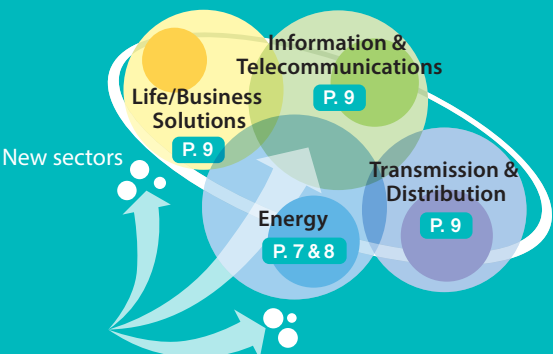 Information &
Telecommunications
P. 9
Life/Business
Solutions
P. 9
New sectors
Transmission &
Distribution
P. 9
Energy
P. 7 & 8